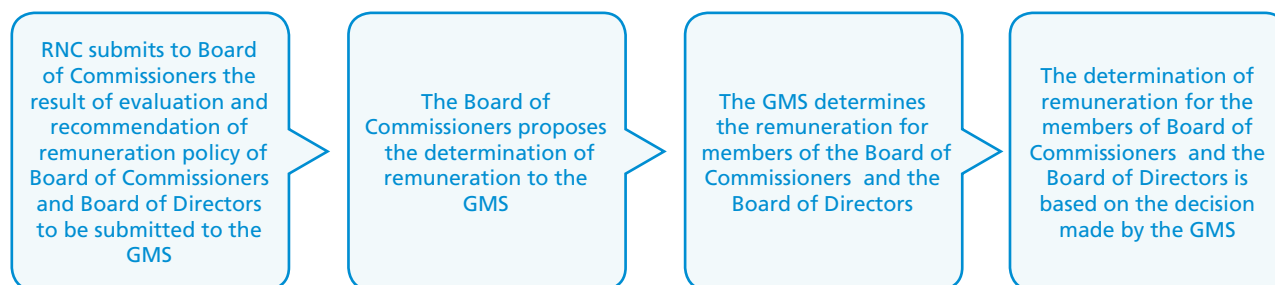 RNC submits to Board
of Commissioners the
result of evaluation and
recommendation of
remuneration policy of
Board of Commissioners
and Board of Directors
to be submitted to the
GMS
The Board of
Commissioners proposes
the determination of
remuneration to the
GMS
The GMS determines
the remuneration for
members of the Board of
Commissioners and the
Board of Directors
The determination of
remuneration for the
members of Board of
Commissioners and the
Board of Directors is
based on the decision
made by the GMS